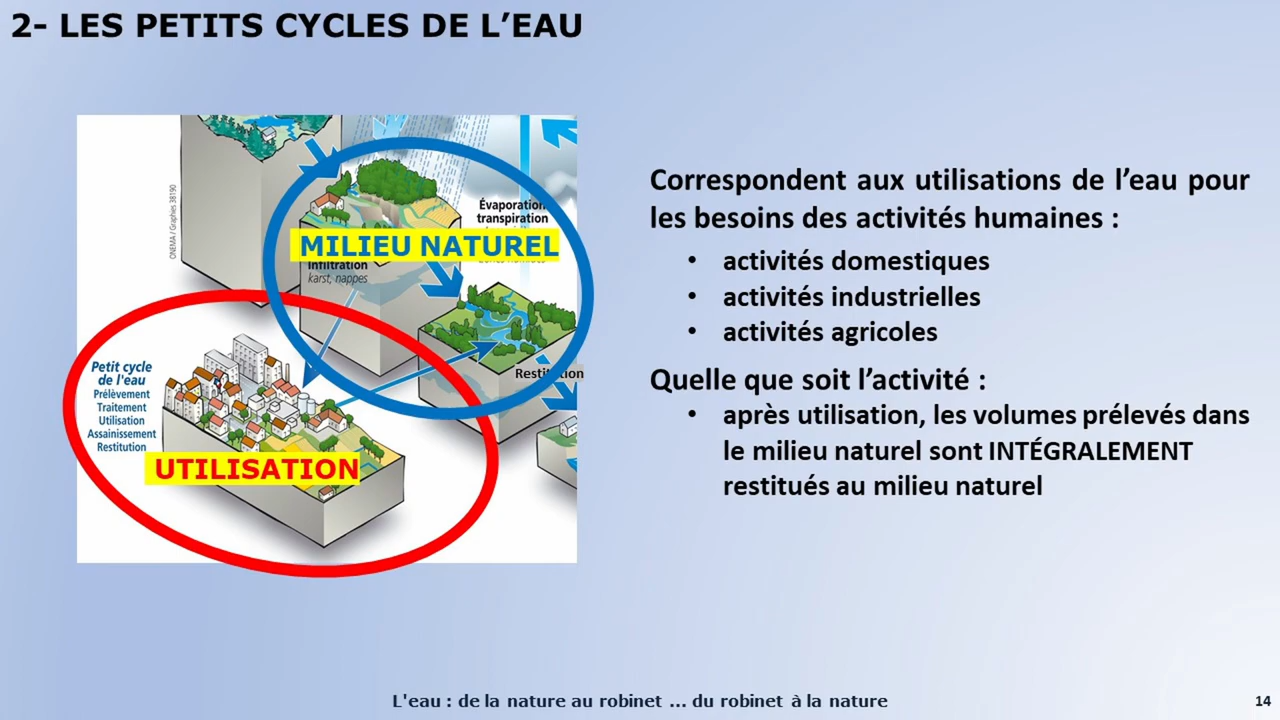 2- LES PETITS CYCLES DE L’EAU
ONEMA / Graphies 38190
Évaporation
transpiration
MILIEU NATUREL
Infiltration
karst, nappes
Petit cycle
de l'eau
Prélèvement
Traitement
Utilisation
Assainissement
Restitution
Restitution
UTILISATION
Correspondent aux utilisations de l’eau pour
les besoins des activités humaines :
• activités domestiques
• activités industrielles
• activités agricoles
Quelle que soit l’activité :
• après utilisation, les volumes prélevés dans
le milieu naturel sont INTÉGRALEMENT
restitués au milieu naturel
L'eau : de la nature au robinet ... du robinet à la nature
14